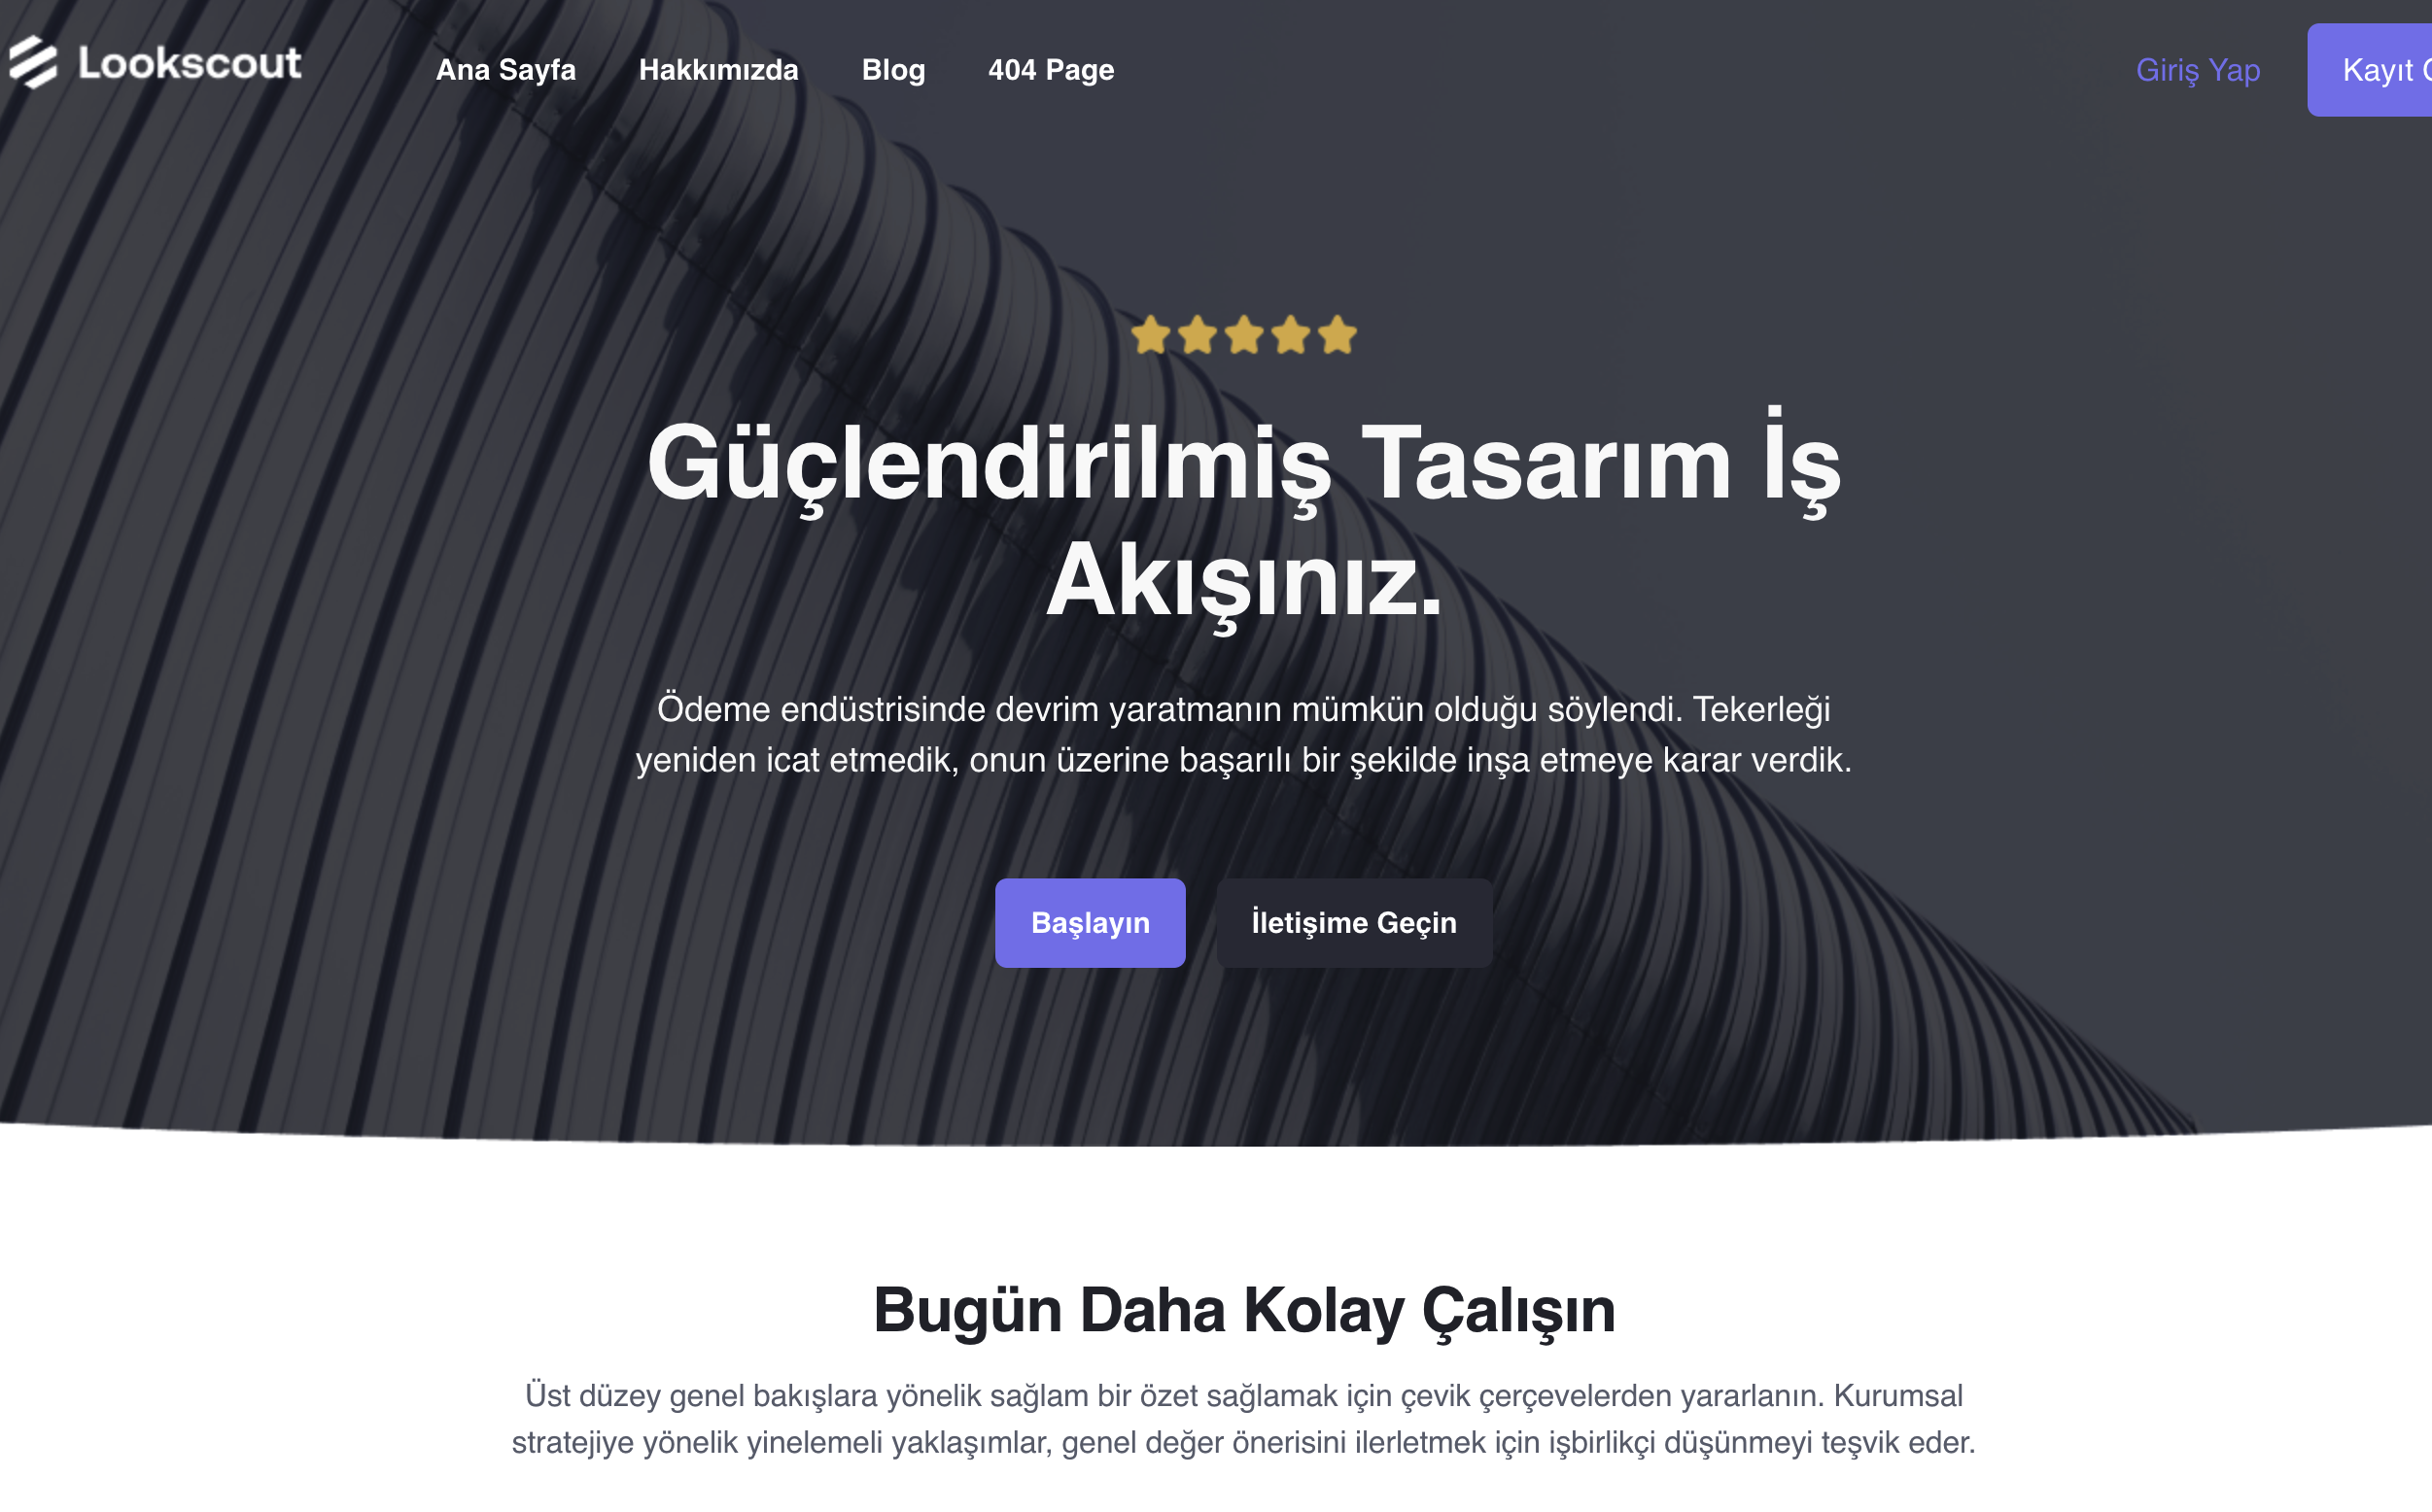 Lookscout
Ana Sayfa
Hakkımızda
Blog
404 Page
Giriş Yap
Kayıt
Güçlendirilmiş Tasarım İş
Akışınız.
Ödeme endüstrisinde devrim yaratmanın mümkün olduğu söylendi. Tekerleği
yeniden icat etmedik, onun üzerine başarılı bir şekilde inşa etmeye karar verdik.
Başlayın
İletişime Geçin
Bugün Daha Kolay Çalışın
Üst düzey genel bakışlara yönelik sağlam bir özet sağlamak için çevik çerçevelerden yararlanın. Kurumsal
stratejiye yönelik yinelemeli yaklaşımlar, genel değer önerisini ilerletmek için işbirlikçi düşünmeyi teşvik eder.